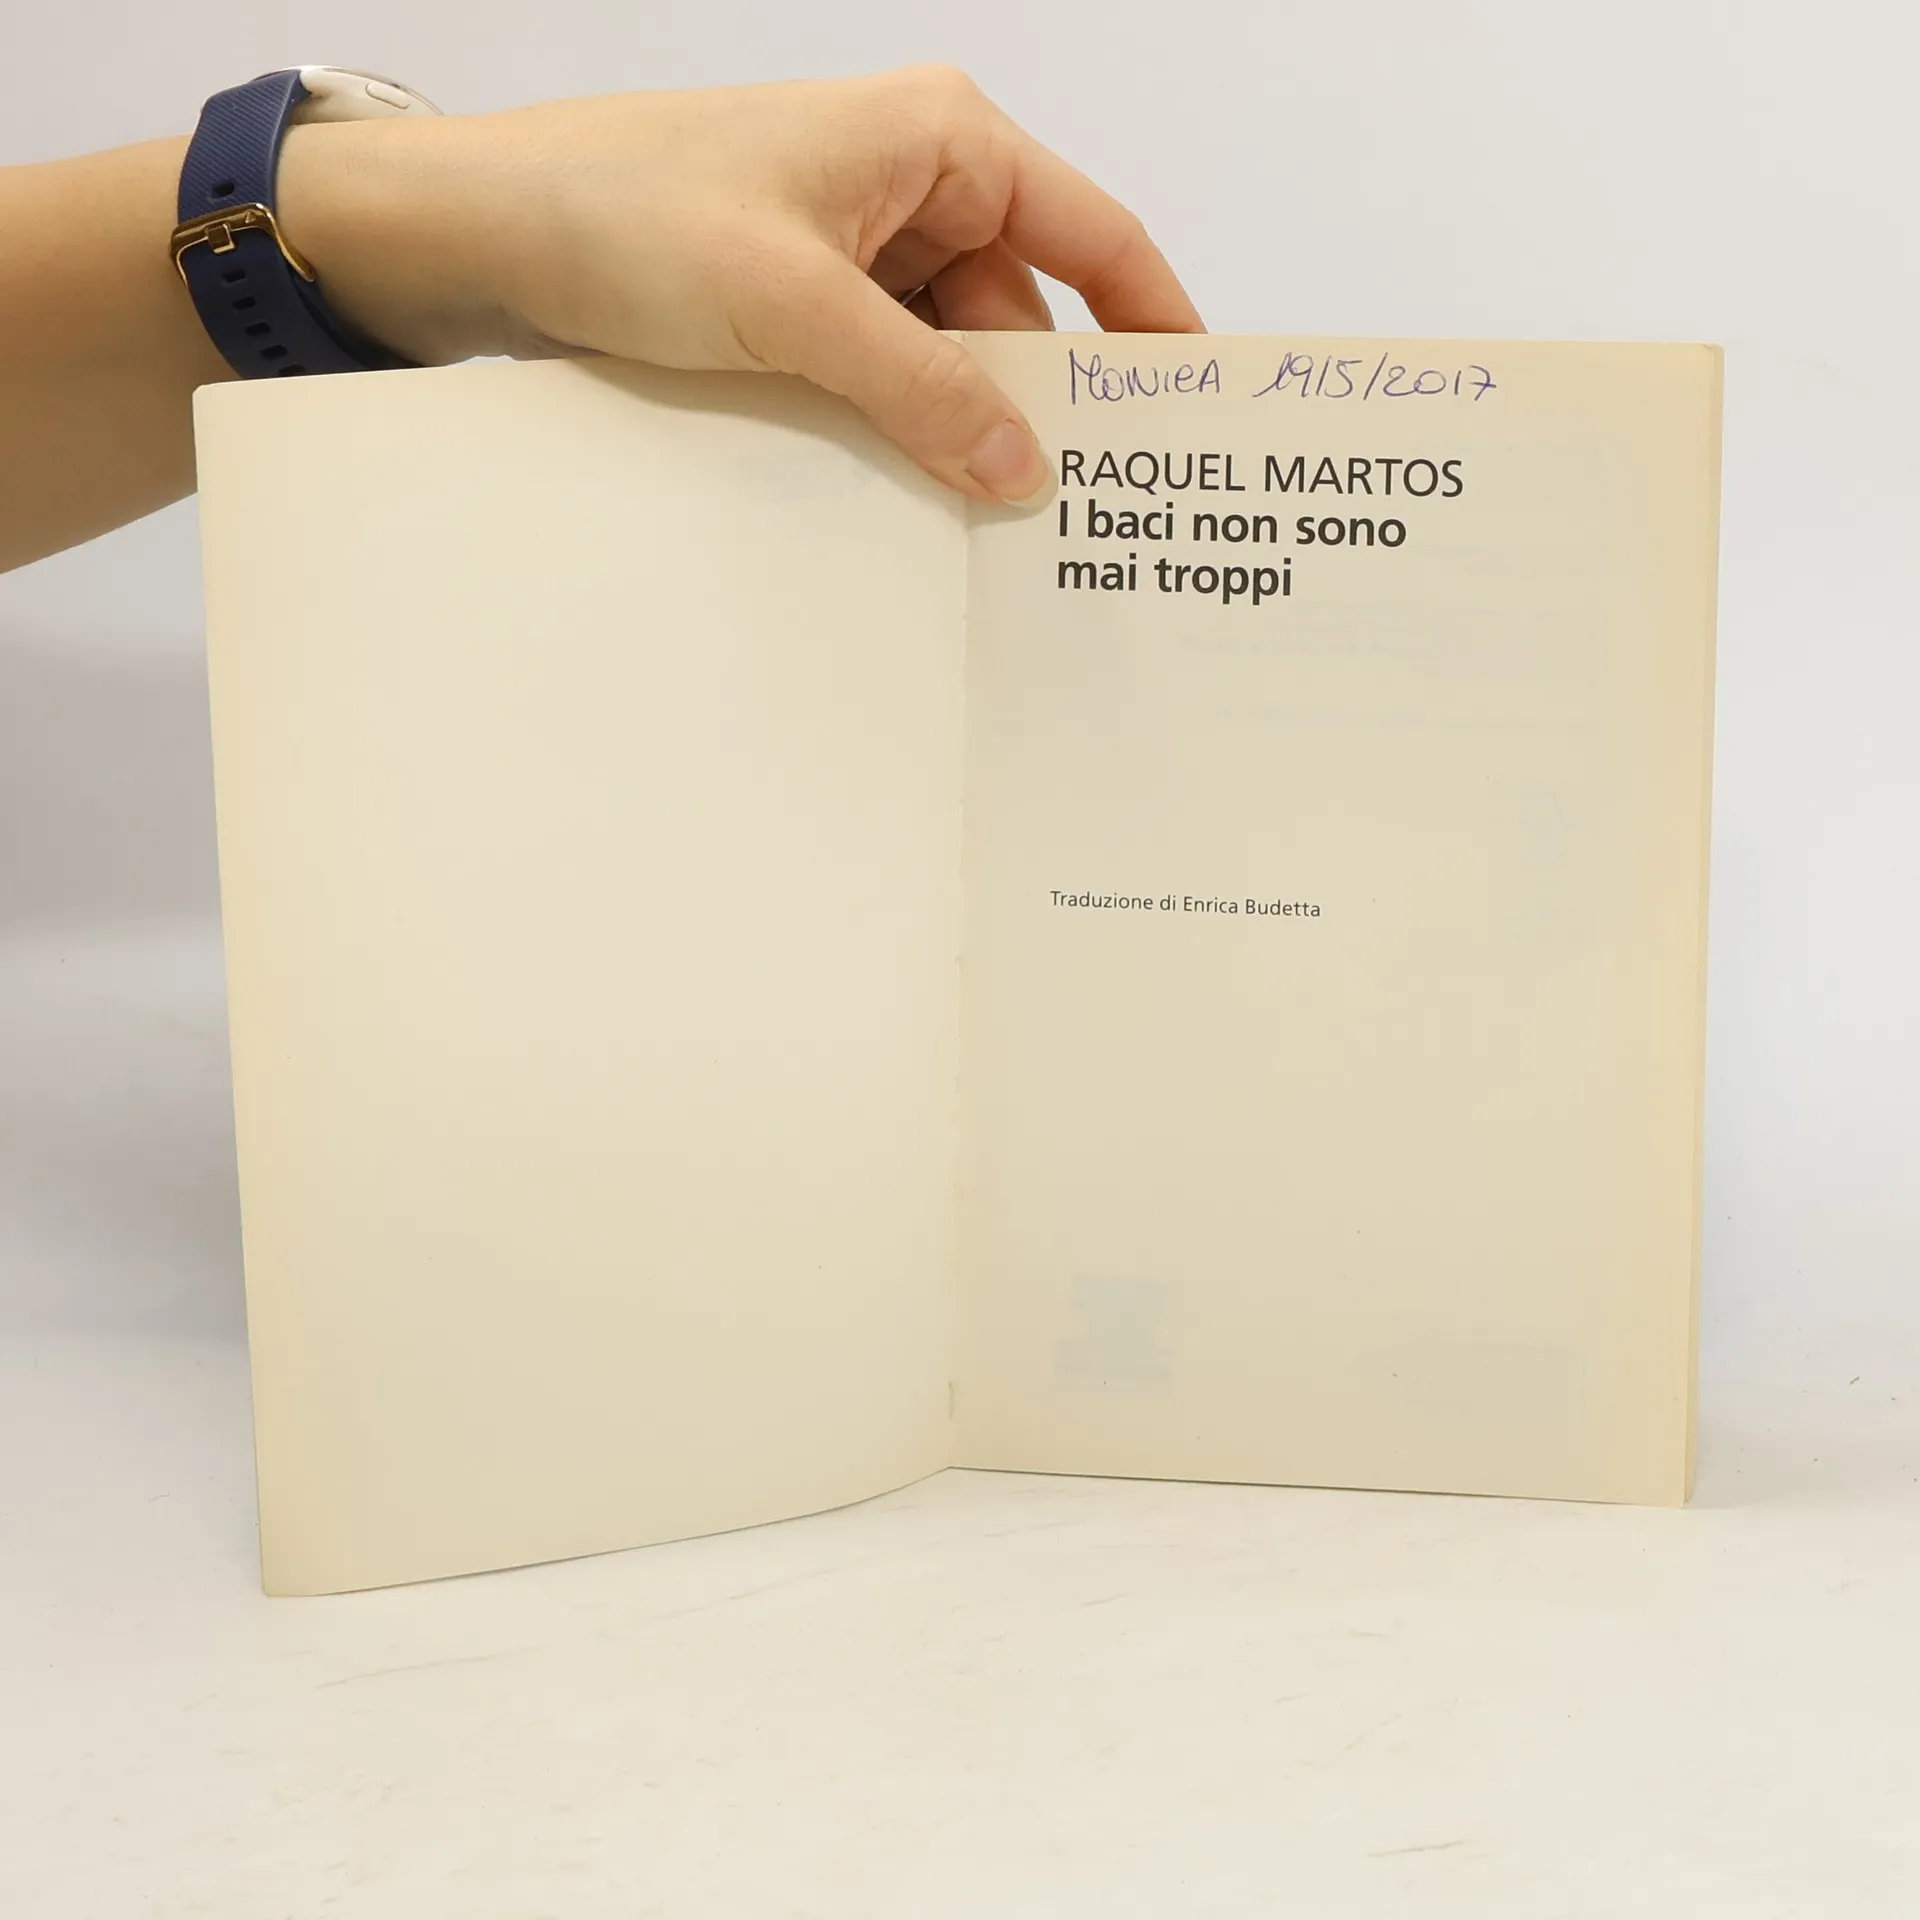 MONICA 19/5/2017
RAQUEL MARTOS
I baci non sono
mai troppi
Traduzione di Enrica Budetta